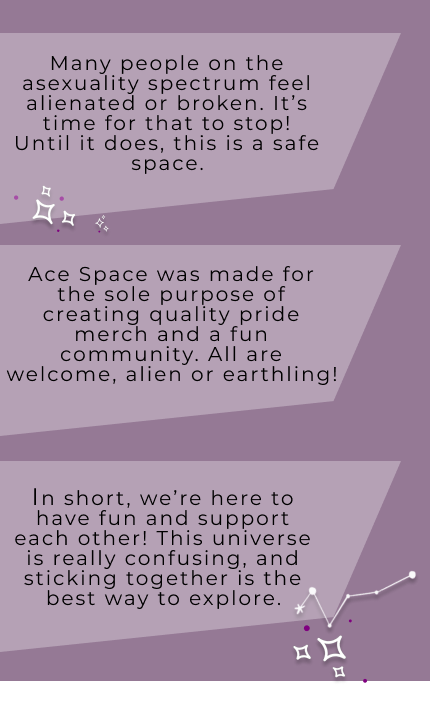 Many people on the
asexuality spectrum feel
alienated or broken. It’s
time for that to stop!
Until it does, this is a safe
space.
Ace Space was made for
the sole purpose of
creating quality pride
merch and a fun
community. All are
welcome, alien or earthling!
In short, we’re here to
have fun and support
each other! This universe
is really confusing, and
sticking together is the
best way to explore.